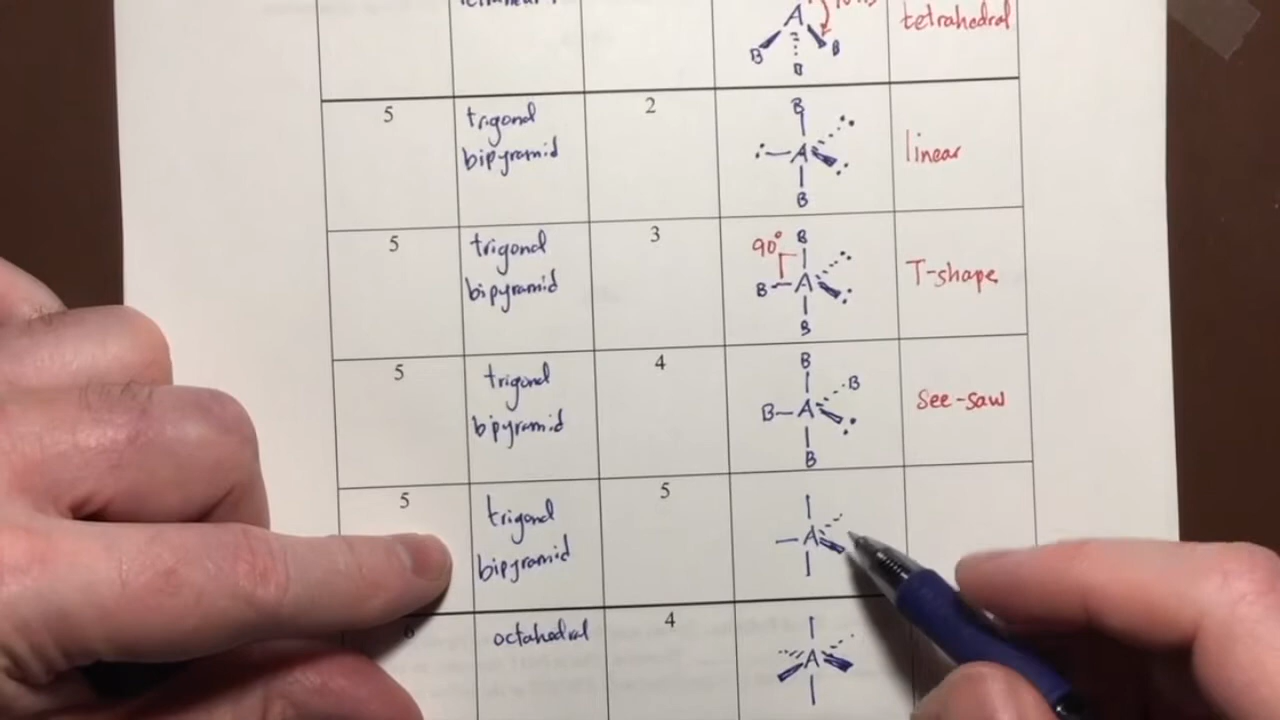 A
B B
B
tetrahedral
5 trigonal 2 B
bipyramid : A : linear
: B
5 trigonal 3 90° B
bipyramid B A : T-shape
: B
5 trigonal 4 B
bipyramid B A B See-saw
: B
5 trigonal 5
bipyramid A
6 octahedral 4
A